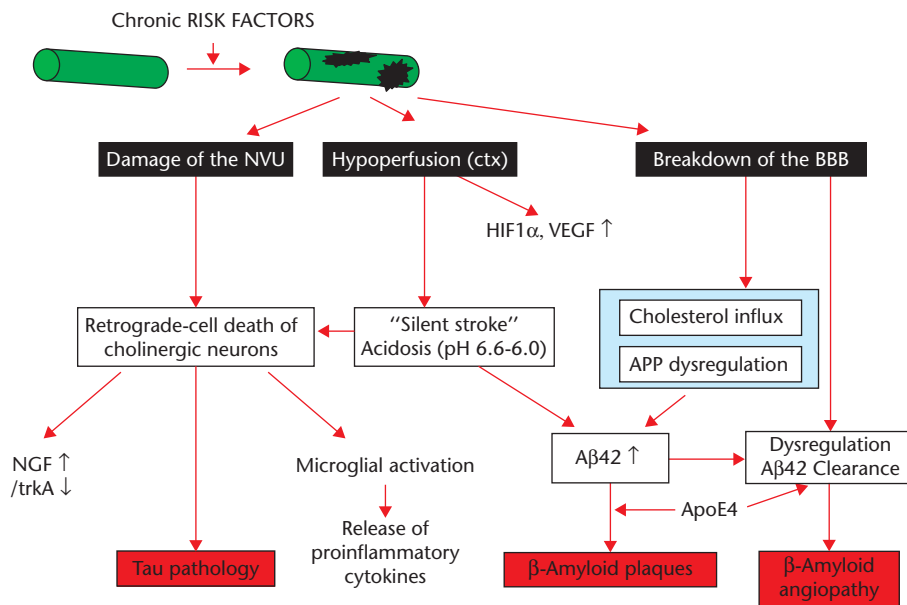 Chronic RISK FACTORS
Damage of the NVU
Hypoperfusion (ctx)
Breakdown of the BBB
HIF1α, VEGF ↑
Retrograde-cell death of
cholinergic neurons
"Silent stroke"
Acidosis (pH 6.6-6.0)
Cholesterol influx
APP dysregulation
NGF ↑
/trkA ↓
Microglial activation
Aβ42 ↑
Dysregulation
Aβ42 Clearance
ApoE4
Release of
proinflammatory
cytokines
Tau pathology
β-Amyloid plaques
β-Amyloid
angiopathy